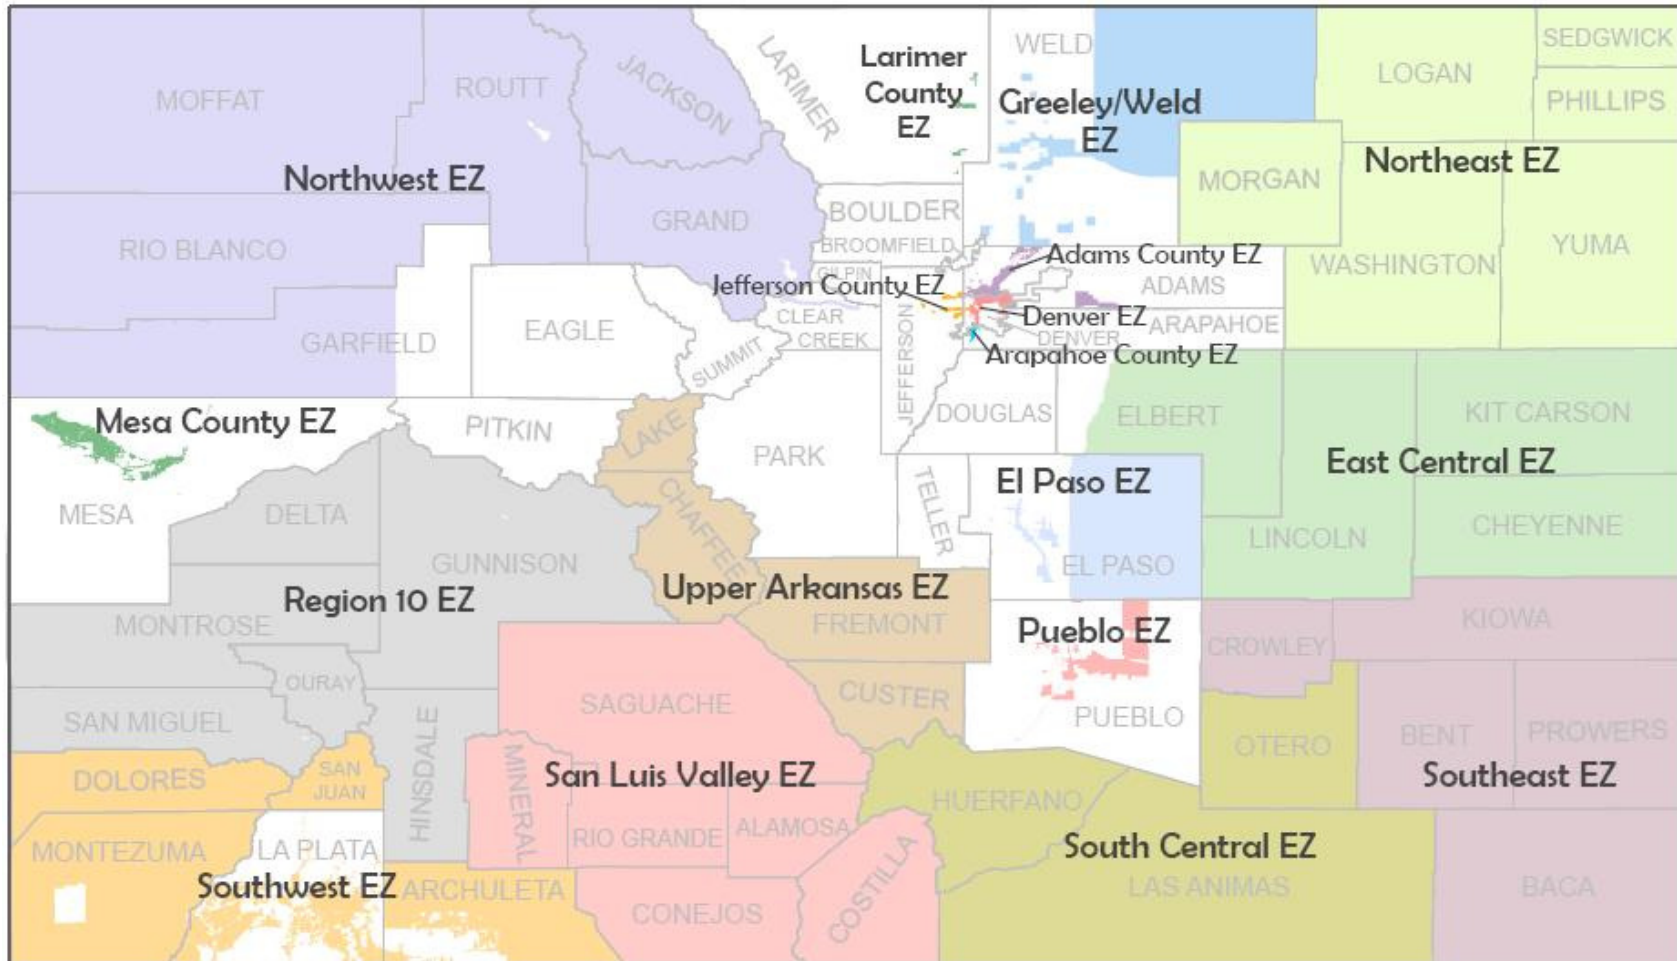 MOFFAT
ROUTT
JACKSON
LARIMER
Larimer
County
EZ
WELD
Greeley/Weld
EZ
LOGAN
SEDGWICK
PHILLIPS
Northwest EZ
MORGAN
Northeast EZ
RIO BLANCO
GRAND
BOULDER
BROOMFIELD
GILPIN
Adams County EZ
ADAMS
WASHINGTON
YUMA
Jefferson County EZ
GARFIELD
EAGLE
SUMMIT
CLEAR
CREEK
JEFFERSON
Denver EZ
DENVER
ARAPAHOE
Arapahoe County EZ
Mesa County EZ
MESA
PITKIN
LAKE
PARK
DOUGLAS
ELBERT
KIT CARSON
East Central EZ
DELTA
GUNNISON
CHAFFEE
TELLER
El Paso EZ
EL PASO
LINCOLN
CHEYENNE
Region 10 EZ
MONTROSE
Upper Arkansas EZ
FREMONT
Pueblo EZ
CROWLEY
KIOWA
OURAY
SAN MIGUEL
SAGUACHE
CUSTER
PUEBLO
OTERO
BENT
PROWERS
Southeast EZ
DOLORES
SAN
JUAN
HINSDALE
MINERAL
San Luis Valley EZ
RIO GRANDE
ALAMOSA
HUERFANO
South Central EZ
MONTEZUMA
LA PLATA
Southwest EZ
ARCHULETA
CONEJOS
COSTILLA
LAS ANIMAS
BACA